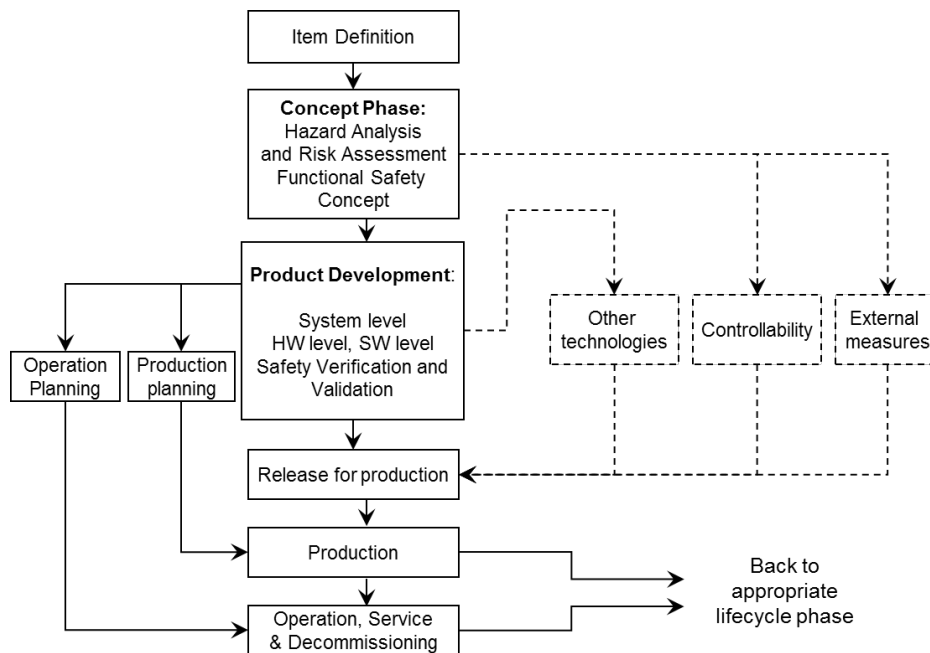 Item Definition
Concept Phase:
Hazard Analysis
and Risk Assessment
Functional Safety
Concept
Product Development:
System level
HW level, SW level
Safety Verification and
Validation
Other
technologies
Controllability
External
measures
Operation
Planning
Production
planning
Release for production
Production
Back to
appropriate
lifecycle phase
Operation, Service
& Decommissioning